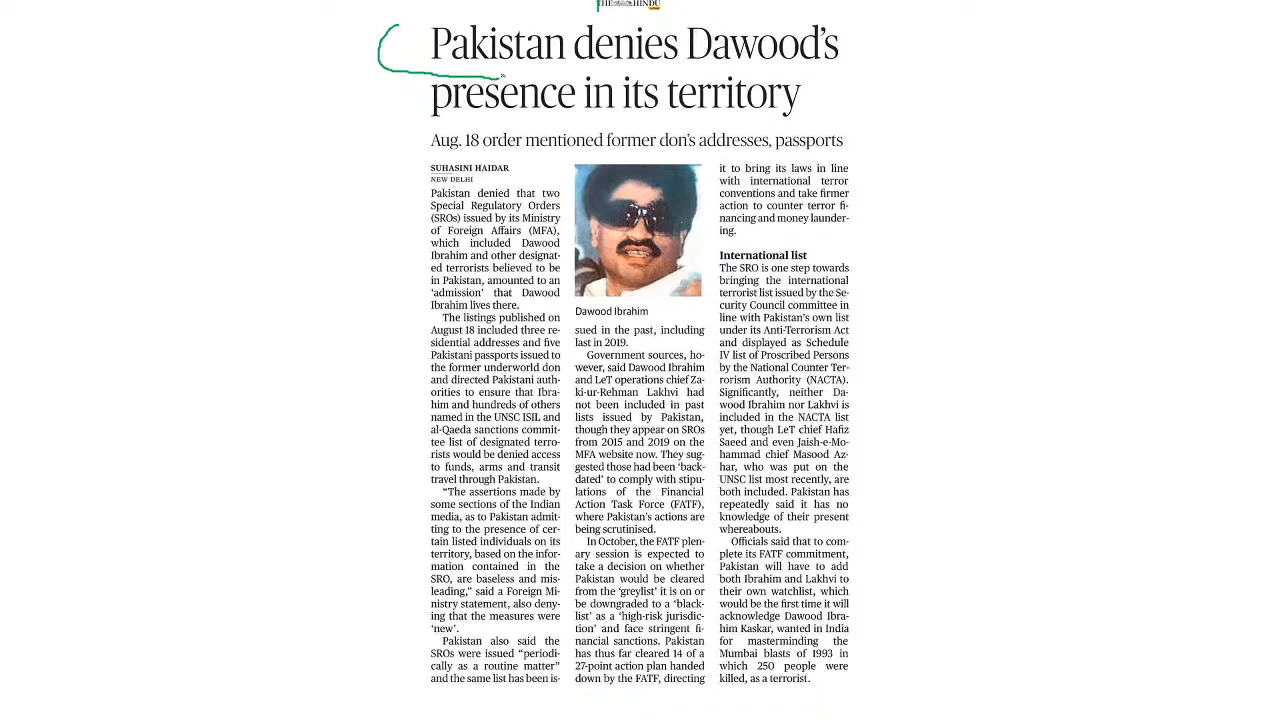 THE HINDU
Pakistan denies Dawood's
presence in its territory
Aug. 18 order mentioned former don's addresses, passports
SUHASINI HAIDAR
NEW DELHI
Pakistan denied that two
Special Regulatory Orders
(SROs) issued by its Ministry
of Foreign Affairs (MFA),
which included Dawood
Ibrahim and other designat-
ed terrorists believed to be
in Pakistan, amounted to an
'admission' that Dawood
Ibrahim lives there.
The listings published on
August 18 included three re-
sidential addresses and five
Pakistani passports issued to
the former underworld don
and directed Pakistani auth-
orities to ensure that Ibra-
him and hundreds of others
named in the UNSC ISIL and
al-Qaeda sanctions commit-
tee list of designated terro-
rists would be denied access
to funds, arms and transit
travel through Pakistan.
"The assertions made by
some sections of the Indian
media, as to Pakistan admit-
ting to the presence of cer-
tain listed individuals on its
territory, based on the infor-
mation contained in the
SRO, are baseless and mis-
leading," said a Foreign Mi-
nistry statement, also deny-
ing that the measures were
'new'.
Pakistan also said the
SROs were issued "periodi-
cally as a routine matter"
and the same list has been is-
Dawood Ibrahim
sued in the past, including
last in 2019.
Government sources, ho-
wever, said Dawood Ibrahim
and LeT operations chief Za-
ki-ur-Rehman Lakhvi had
not been included in past
lists issued by Pakistan,
though they appear on SROs
from 2015 and 2019 on the
MFA website now. They sug-
gested those had been 'back-
dated' to comply with stipu-
lations of the Financial
Action Task Force (FATF),
where Pakistan's actions are
being scrutinised.
In October, the FATF plen-
ary session is expected to
take a decision on whether
Pakistan would be cleared
from the 'greylist' it is on or
be downgraded to a 'black-
list' as a 'high-risk jurisdic-
tion' and face stringent fi-
nancial sanctions. Pakistan
has thus far cleared 14 of a
27-point action plan handed
down by the FATF, directing
it to bring its laws in line
with international terror
conventions and take firmer
action to counter terror fi-
nancing and money launder-
ing.
International list
The SRO is one step towards
bringing the international
terrorist list issued by the Se-
curity Council committee in
line with Pakistan's own list
under its Anti-Terrorism Act
and displayed as Schedule
IV list of Proscribed Persons
by the National Counter Ter-
rorism Authority (NACTA).
Significantly, neither Da-
wood Ibrahim nor Lakhvi is
included in the NACTA list
yet, though LeT chief Hafiz
Saeed and even Jaish-e-Mo-
hammad chief Masood Az-
har, who was put on the
UNSC list most recently, are
both included. Pakistan has
repeatedly said it has no
knowledge of their present
whereabouts.
Officials said that to com-
plete its FATF commitment,
Pakistan will have to add
both Ibrahim and Lakhvi to
their own watchlist, which
would be the first time it will
acknowledge Dawood Ibra-
him Kaskar, wanted in India
for masterminding the
Mumbai blasts of 1993 in
which 250 people were
killed, as a terrorist.